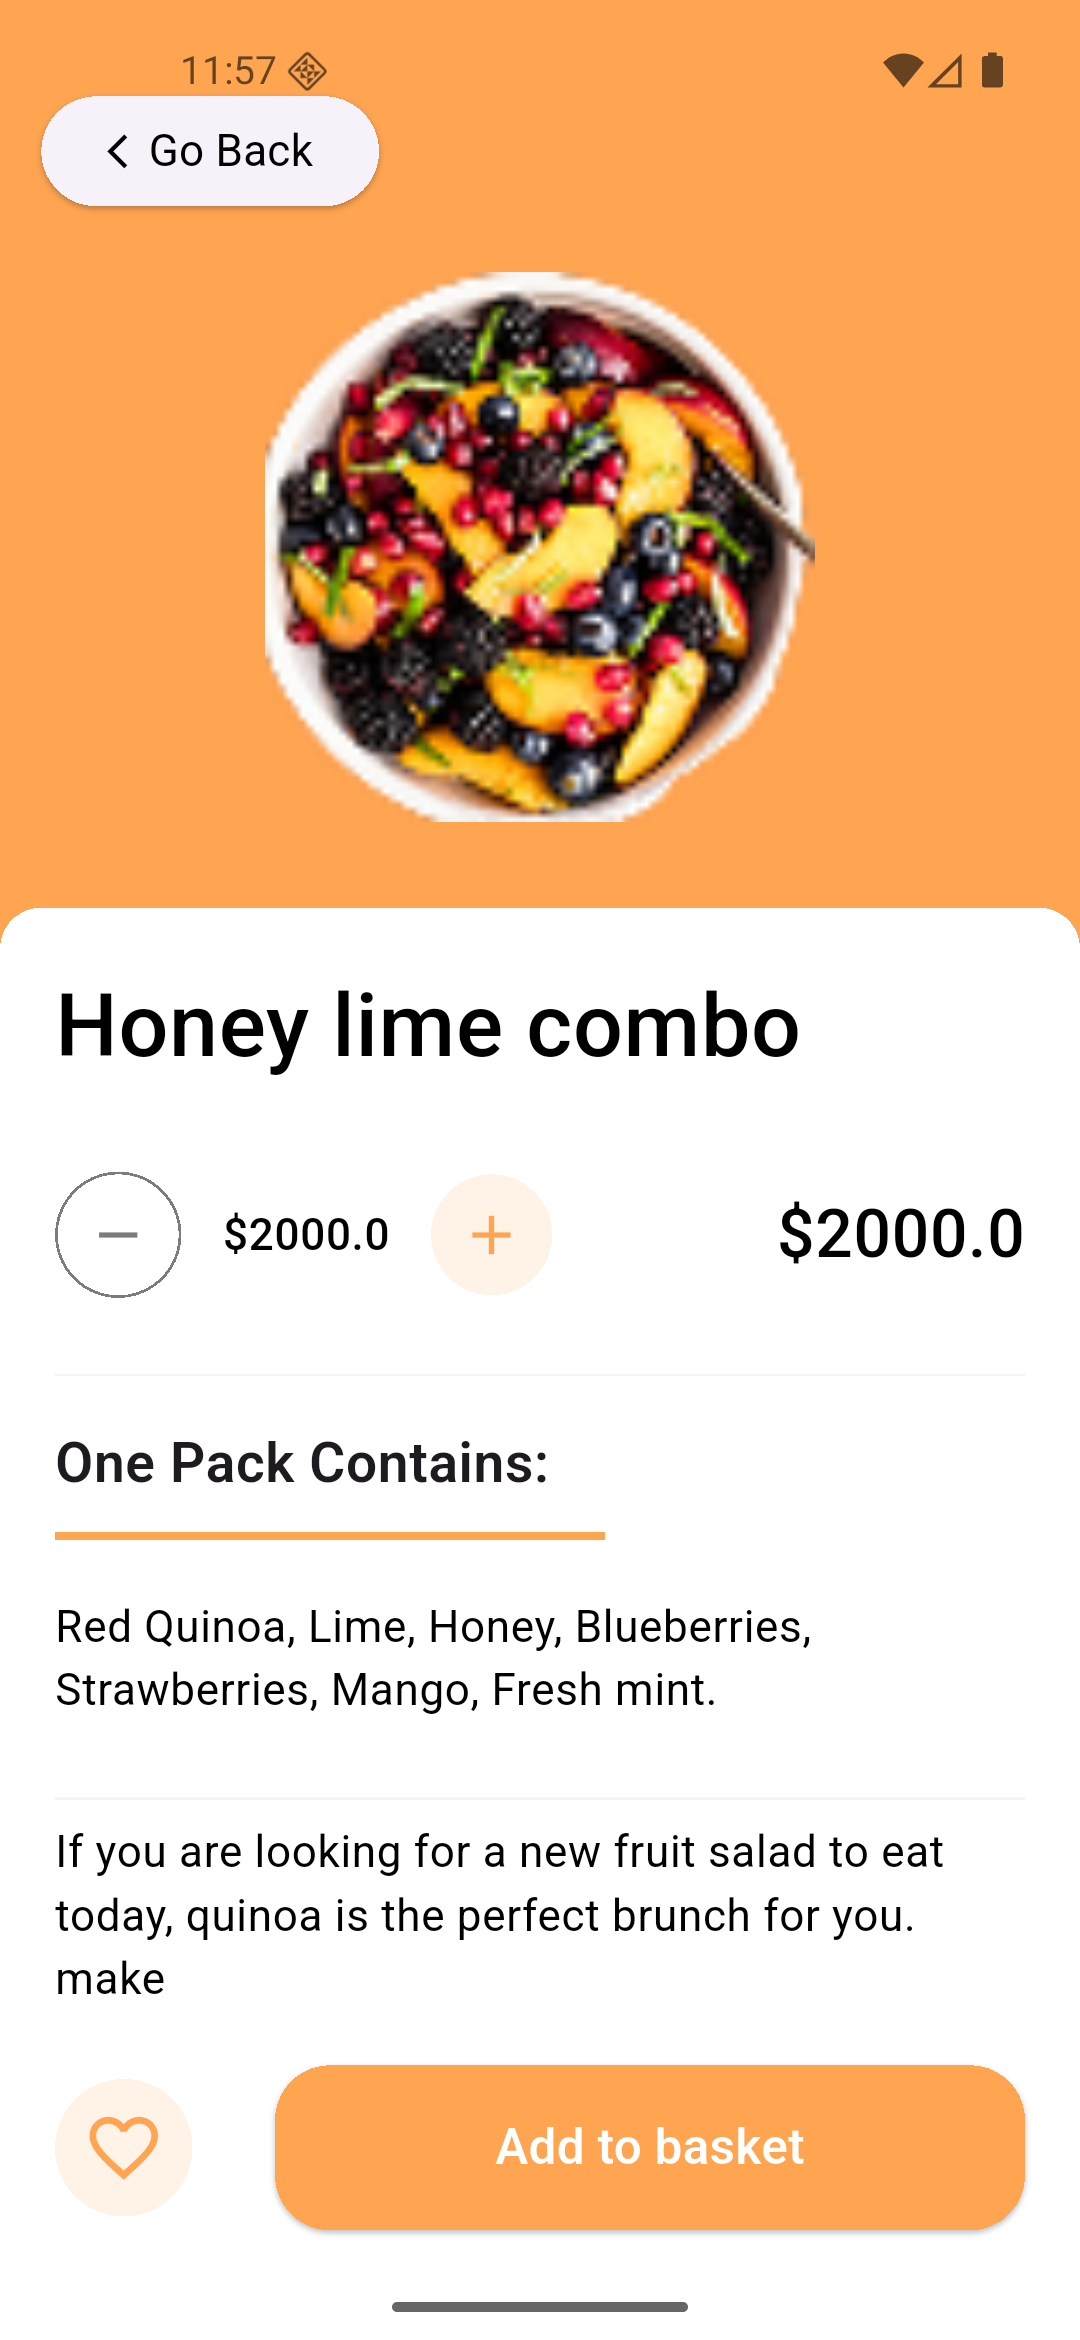 11:57
Go Back
Honey lime combo
$2000.0
$2000.0
One Pack Contains:
Red Quinoa, Lime, Honey, Blueberries,
Strawberries, Mango, Fresh mint.
If you are looking for a new fruit salad to eat
today, quinoa is the perfect brunch for you.
make
Add to basket